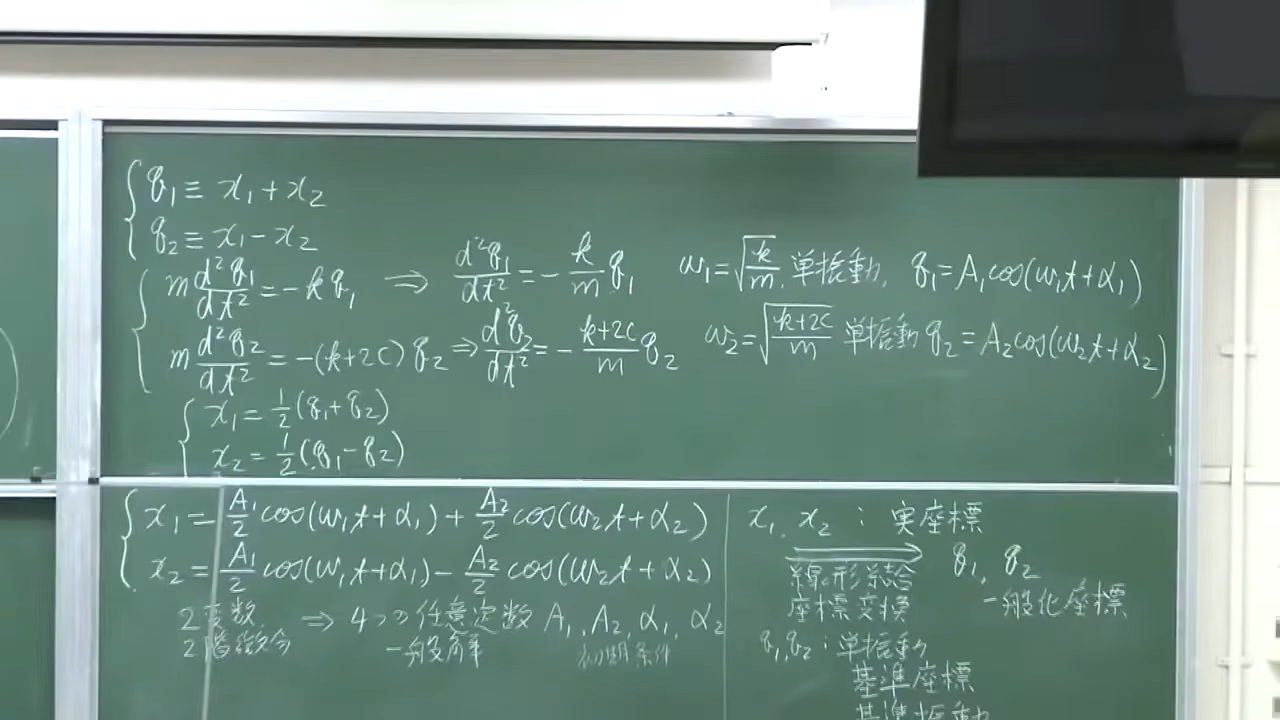 q₁ ≡ x₁ + x₂
q₂ ≡ x₁ − x₂
m d²q₁/dt² = −kq₁ ⇒ d²q₁/dt² = −k/m q₁ ω₁ = √(k/m) 単振動, q₁ = A₁cos(ω₁t+α₁)
m d²q₂/dt² = −(k+2c)q₂ ⇒ d²q₂/dt² = −(k+2c)/m q₂ ω₂ = √((k+2c)/m) 単振動 q₂ = A₂cos(ω₂t+α₂)
x₁ = 1/2(q₁+q₂)
x₂ = 1/2(q₁−q₂)
x₁ = A₁/2 cos(ω₁t+α₁) + A₂/2 cos(ω₂t+α₂)
x₂ = A₁/2 cos(ω₁t+α₁) − A₂/2 cos(ω₂t+α₂)
2変数 ⇒ 4つの任意定数 A₁, A₂, α₁, α₂
2階微分 一般解 初期条件
x₁, x₂ : 実座標
→ q₁, q₂
線形結合 一般化座標
座標変換
q₁,q₂ : 単振動
基準座標
基準振動